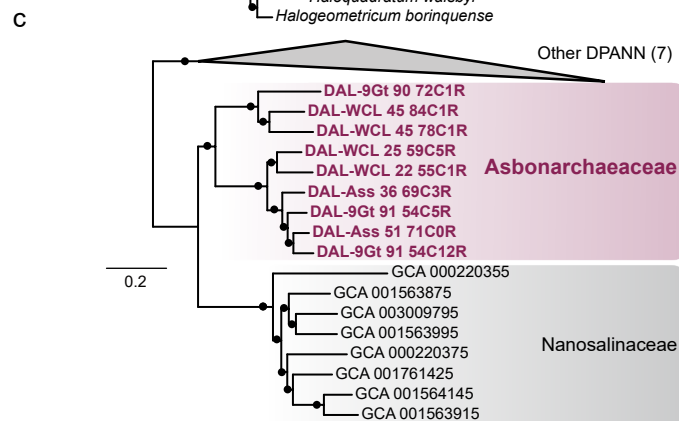 Haloquadratum walsbyi
Halogeometricum borinquense
C
Other DPANN (7)
DAL-9Gt 90 72C1R
DAL-WCL 45 84C1R
DAL-WCL 45 78C1R
DAL-WCL 25 59C5R
DAL-WCL 22 55C1R
Asbonarchaeaceae
DAL-Ass 36 69C3R
DAL-9Gt 91 54C5R
DAL-Ass 51 71C0R
DAL-9Gt 91 54C12R
0.2
GCA 000220355
GCA 001563875
GCA 003009795
GCA 001563995
Nanosalinaceae
GCA 000220375
GCA 001761425
GCA 001564145
GCA 001563915